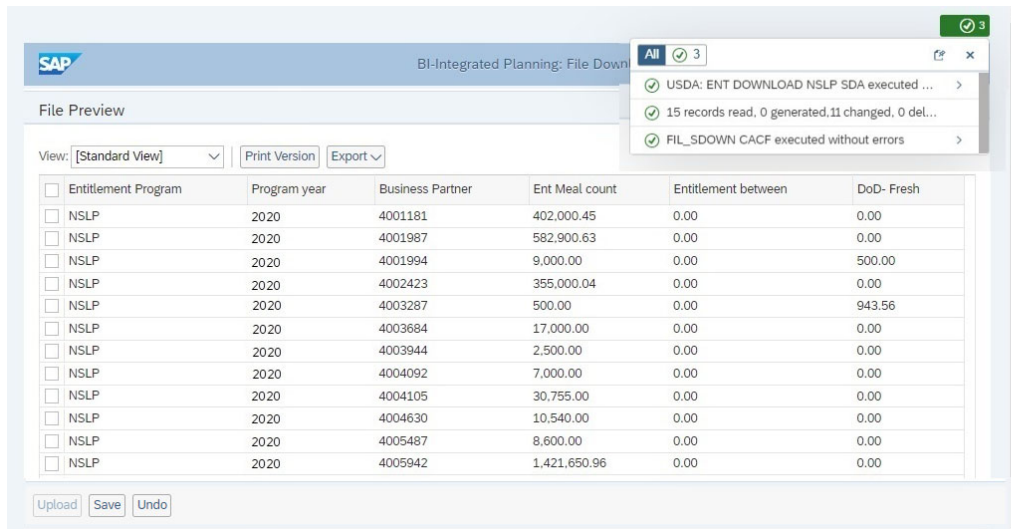 3
SAP
BI-Integrated Planning: File Down
All 3
USDA: ENT DOWNLOAD NSLP SDA executed ...
15 records read, 0 generated,11 changed, 0 del...
FIL_SDOWN CACF executed without errors
File Preview
View: [Standard View] Print Version Export
Entitlement Program Program year Business Partner Ent Meal count Entitlement between DoD- Fresh
NSLP 2020 4001181 402,000.45 0.00 0.00
NSLP 2020 4001987 582,900.63 0.00 0.00
NSLP 2020 4001994 9,000.00 0.00 500.00
NSLP 2020 4002423 355,000.04 0.00 0.00
NSLP 2020 4003287 500.00 0.00 943.56
NSLP 2020 4003684 17,000.00 0.00 0.00
NSLP 2020 4003944 2,500.00 0.00 0.00
NSLP 2020 4004092 7,000.00 0.00 0.00
NSLP 2020 4004105 30,755.00 0.00 0.00
NSLP 2020 4004630 10,540.00 0.00 0.00
NSLP 2020 4005487 8,600.00 0.00 0.00
NSLP 2020 4005942 1,421,650.96 0.00 0.00
Upload Save Undo